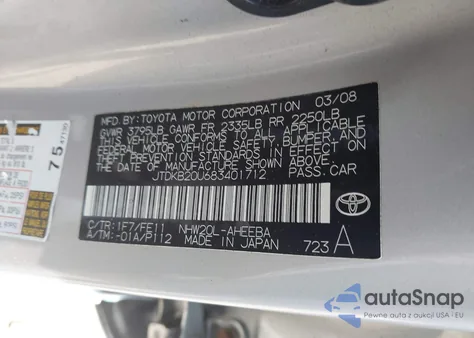 MFD. BY: TOYOTA MOTOR CORPORATION 03/08
GVWR 3795LB GAWR FR 2335LB RR 2250LB
THIS VEHICLE CONFORMS TO ALL APPLICABLE
FEDERAL MOTOR VEHICLE SAFETY, BUMPER, AND
THEFT PREVENTION STANDARDS IN EFFECT ON
THE DATE OF MANUFACTURE SHOWN ABOVE.
JTDKB20U683401712 PASS. CAR
C/TR: 1F7/FE11 NHW20L-AHEEBA
A/TM: -01A/P112 MADE IN JAPAN 723 A
TOYOTA
75
autoSnap
Pewne auta z aukcji USA - EU